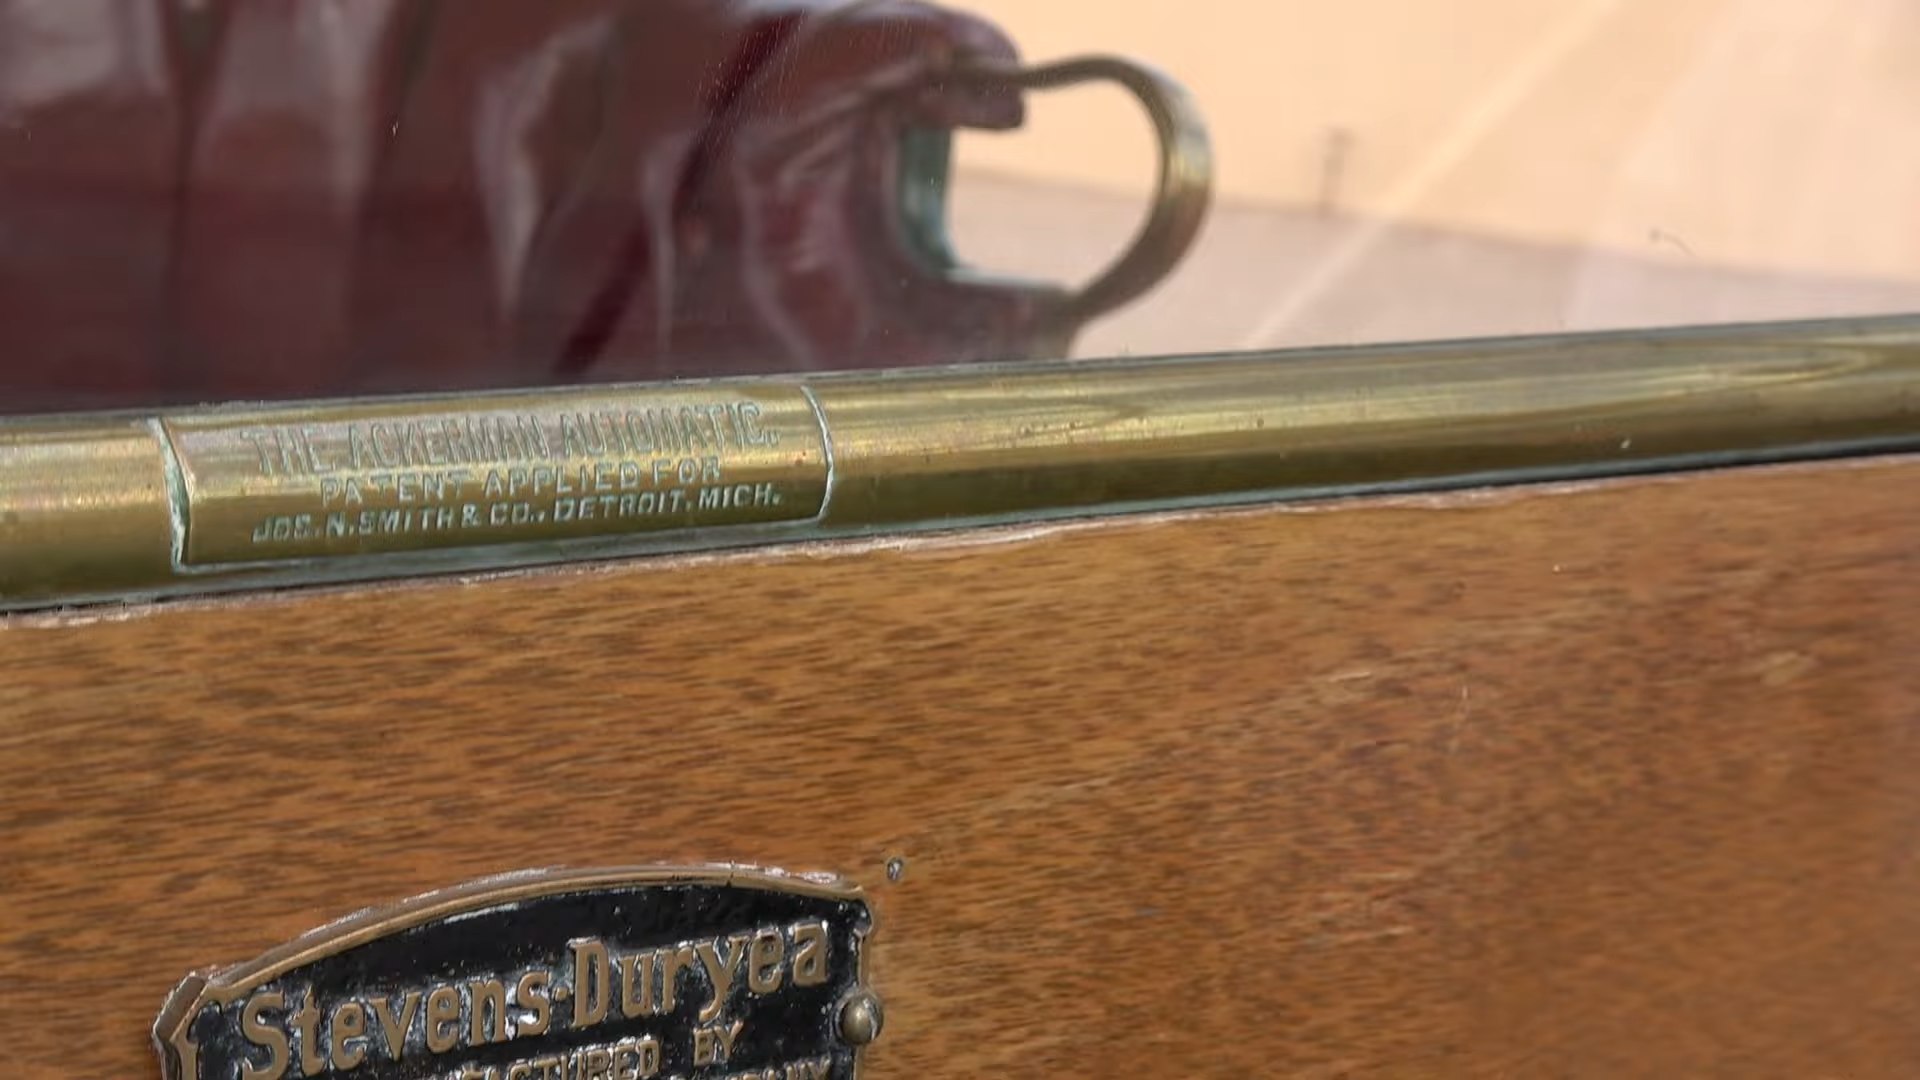 THE ACKERMAN AUTOMATIC.
PATENT APPLIED FOR
JOS. N. SMITH & CO., DETROIT, MICH.
Stevens-Duryea
BY